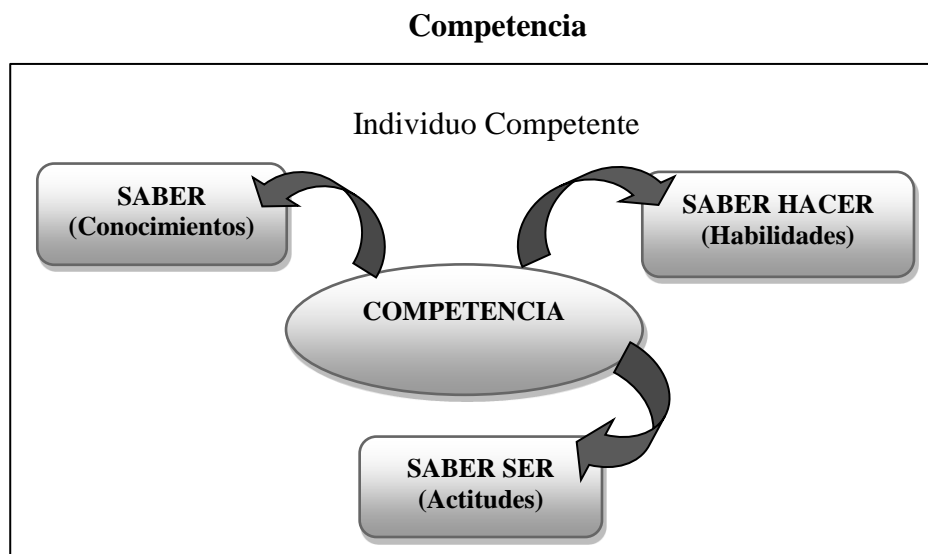 Competencia
Individuo Competente
SABER
(Conocimientos)
SABER HACER
(Habilidades)
COMPETENCIA
SABER SER
(Actitudes)